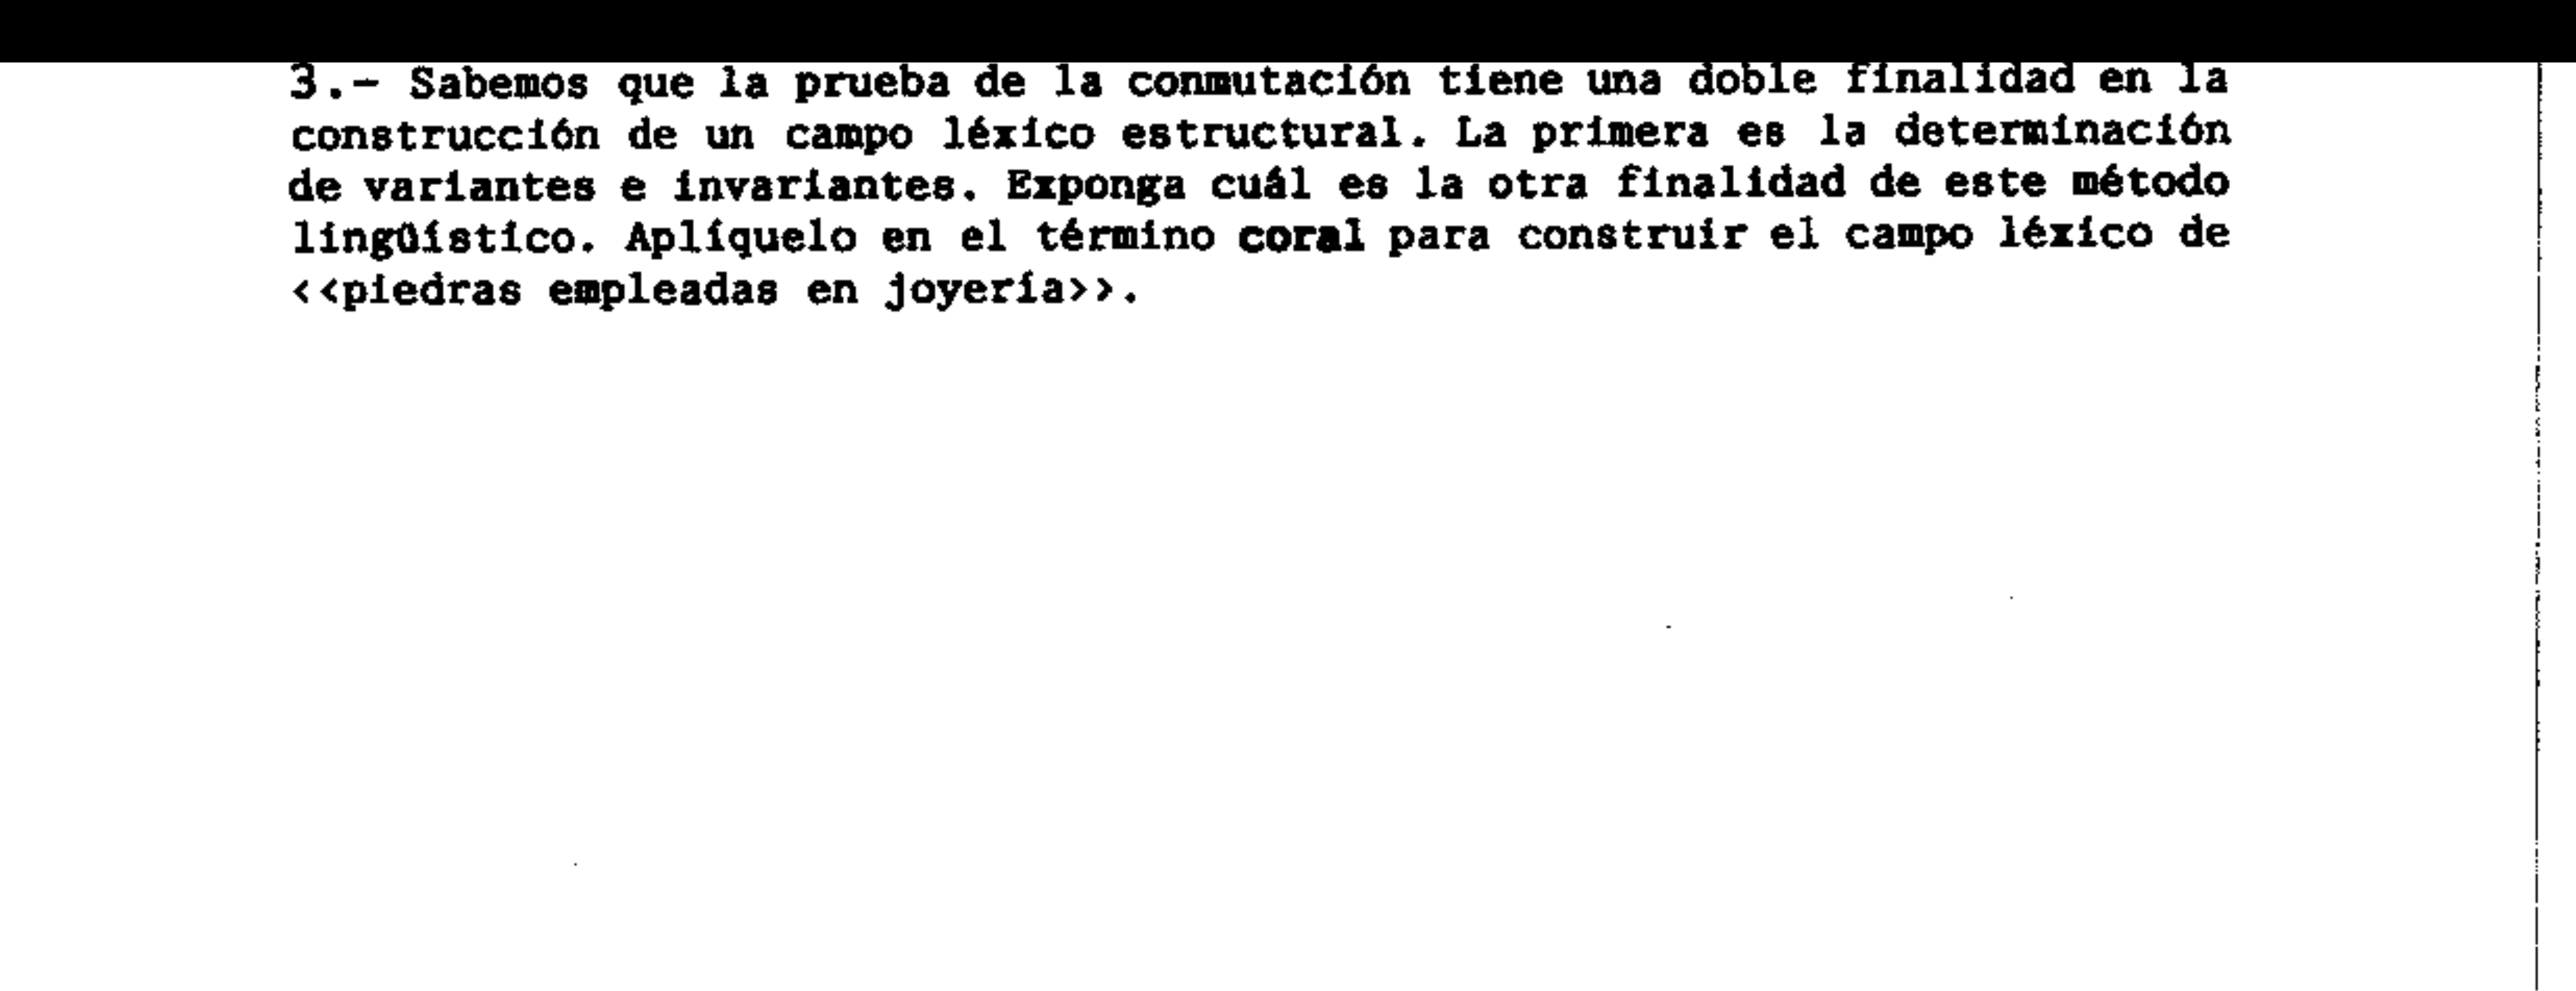 3.- Sabemos que la prueba de la conmutación tiene una doble finalidad en la
construcción de un campo léxico estructural. La primera es la determinación
de variantes e invariantes. Exponga cuál es la otra finalidad de este método
lingüístico. Aplíquelo en el término coral para construir el campo léxico de
<<piedras empleadas en joyería>>.